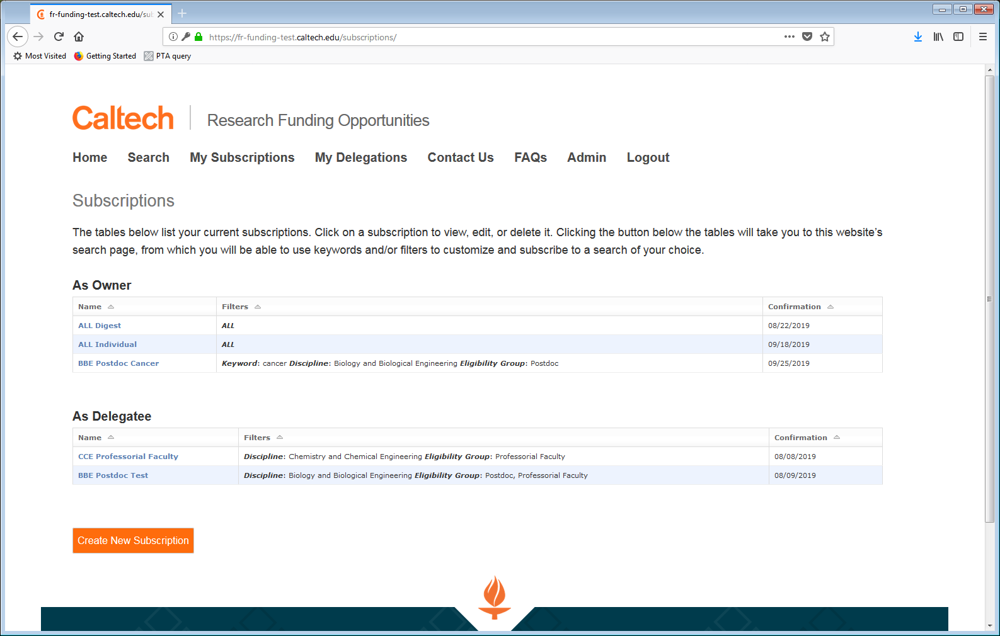 fr-funding-test.caltech.edu/sub
https://fr-funding-test.caltech.edu/subscriptions/
Most Visited Getting Started PTA query
Caltech Research Funding Opportunities
Home Search My Subscriptions My Delegations Contact Us FAQs Admin Logout
Subscriptions
The tables below list your current subscriptions. Click on a subscription to view, edit, or delete it. Clicking the button below the tables will take you to this website’s
search page, from which you will be able to use keywords and/or filters to customize and subscribe to a search of your choice.
As Owner
Name Filters Confirmation
ALL Digest ALL 08/22/2019
ALL Individual ALL 09/18/2019
BBE Postdoc Cancer Keyword: cancer Discipline: Biology and Biological Engineering Eligibility Group: Postdoc 09/25/2019
As Delegatee
Name Filters Confirmation
CCE Professorial Faculty Discipline: Chemistry and Chemical Engineering Eligibility Group: Professorial Faculty 08/08/2019
BBE Postdoc Test Discipline: Biology and Biological Engineering Eligibility Group: Postdoc, Professorial Faculty 08/09/2019
Create New Subscription